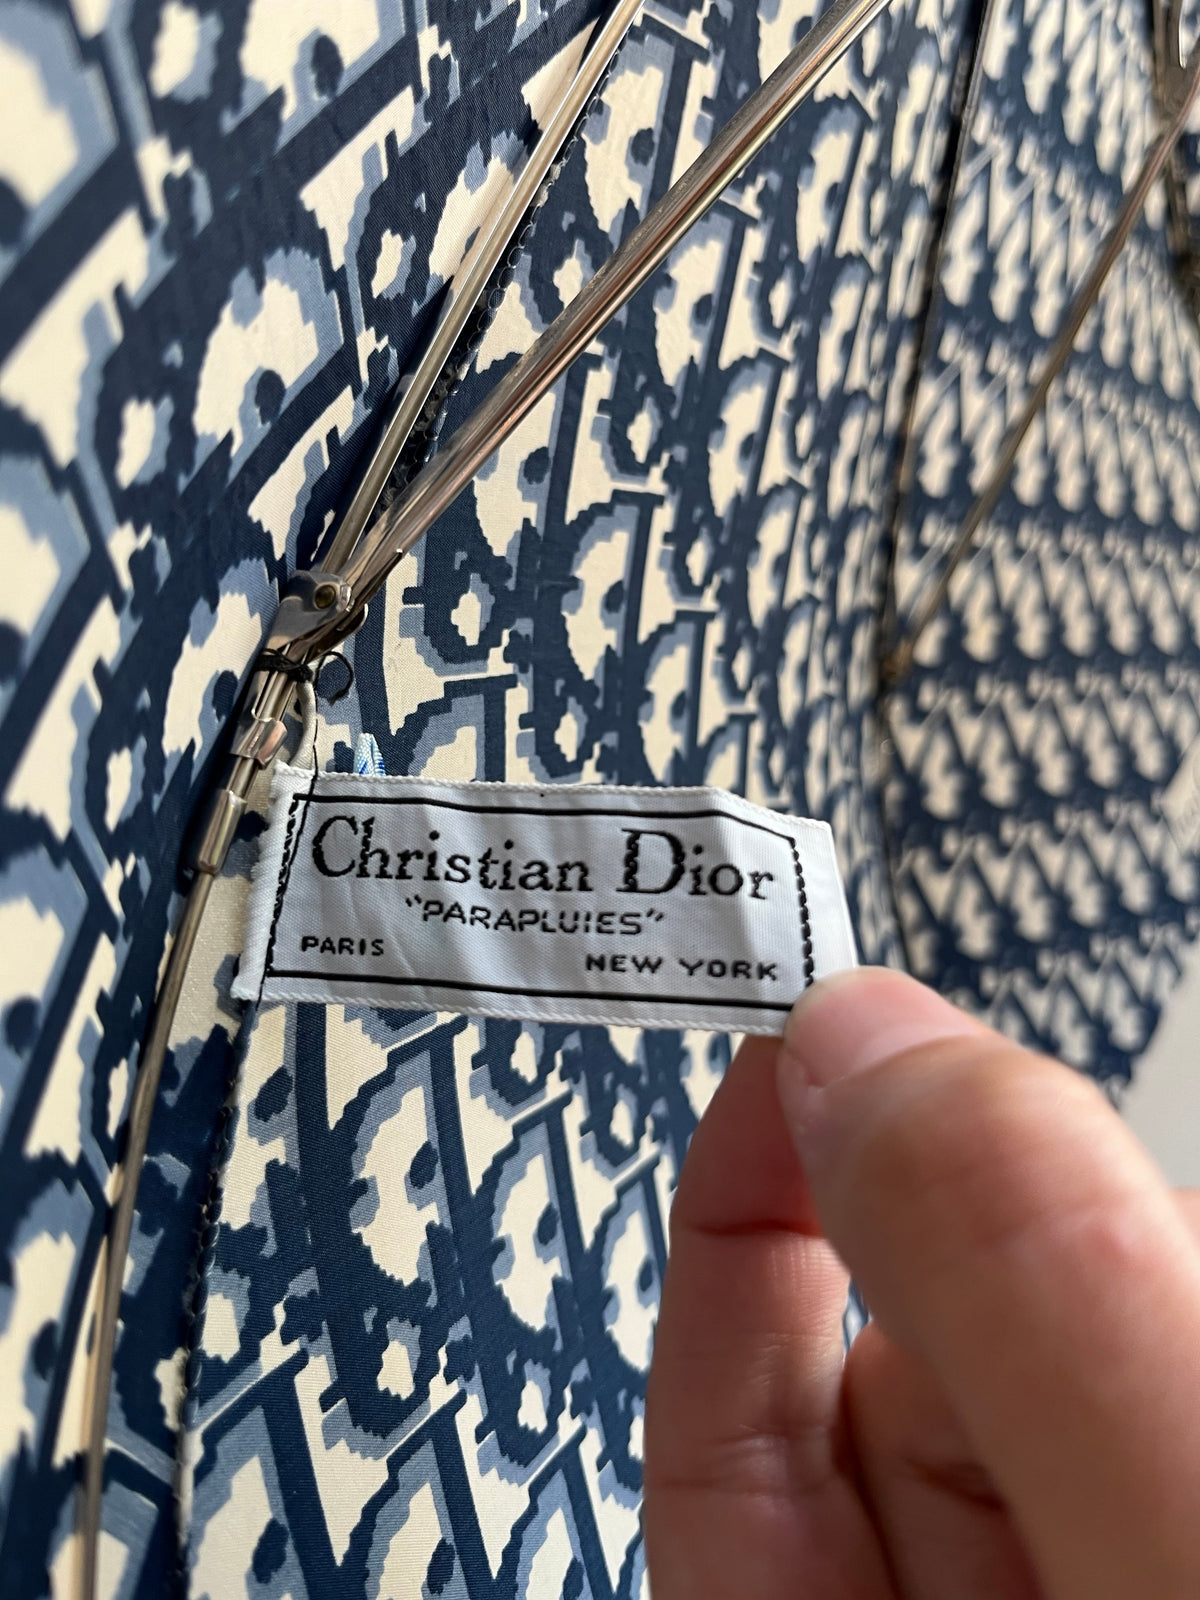 Christian Dior
"PARAPLUIES"
PARIS
NEW YORK